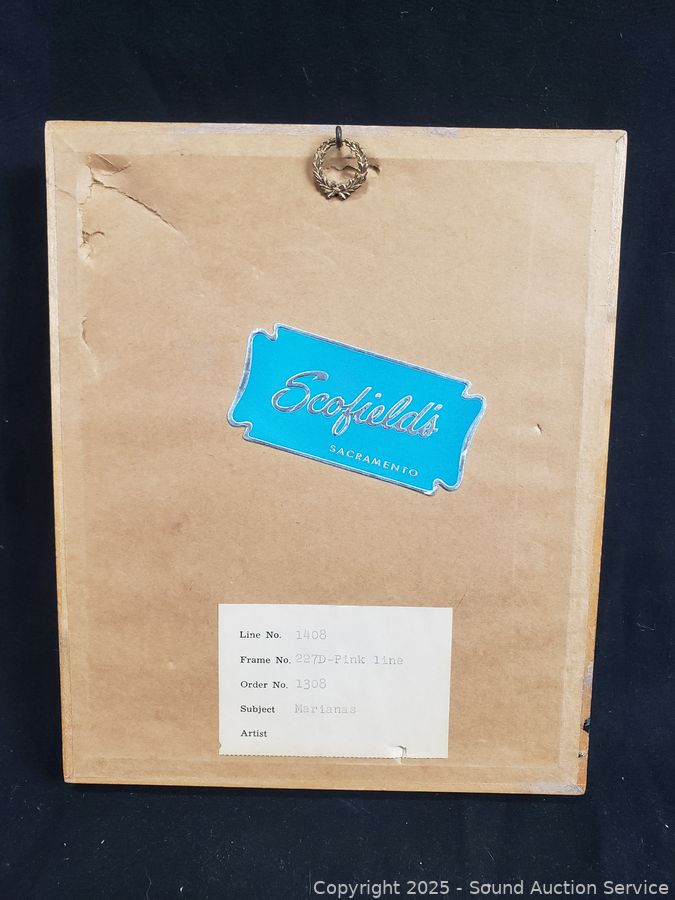 Scofield's
SACRAMENTO
Line No. 1408
Frame No. 227D-Pink line
Order No. 1308
Subject Marianas
Artist
Copyright 2025 - Sound Auction Service